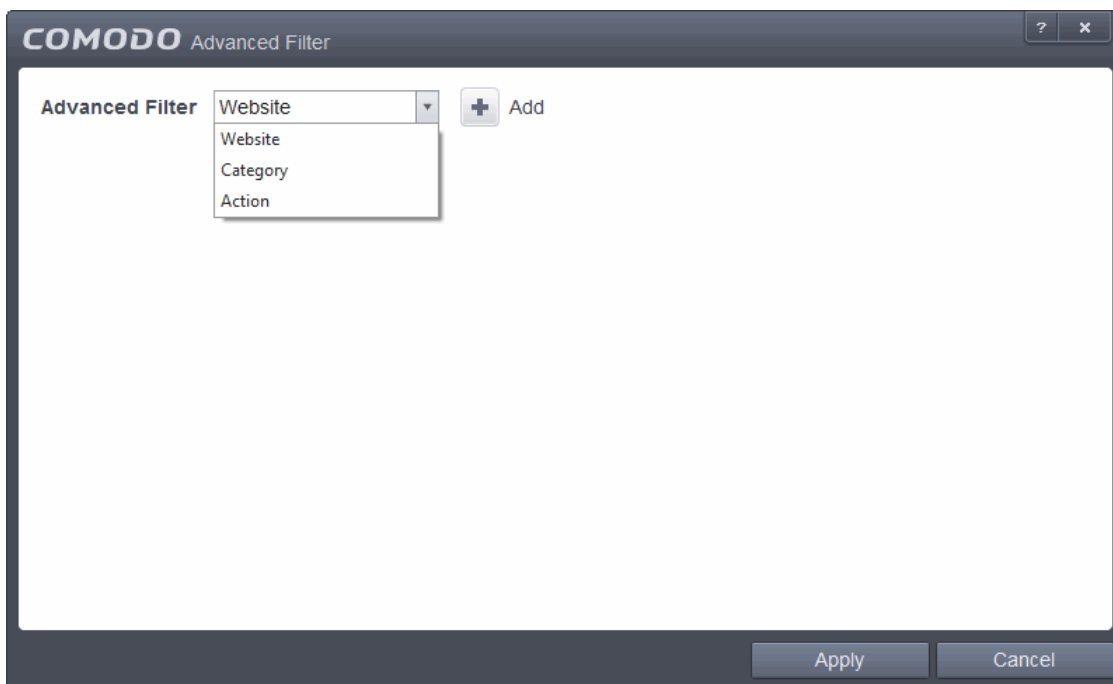 COMODO Advanced Filter ? x
Advanced Filter Website + Add
Website
Category
Action
Apply Cancel